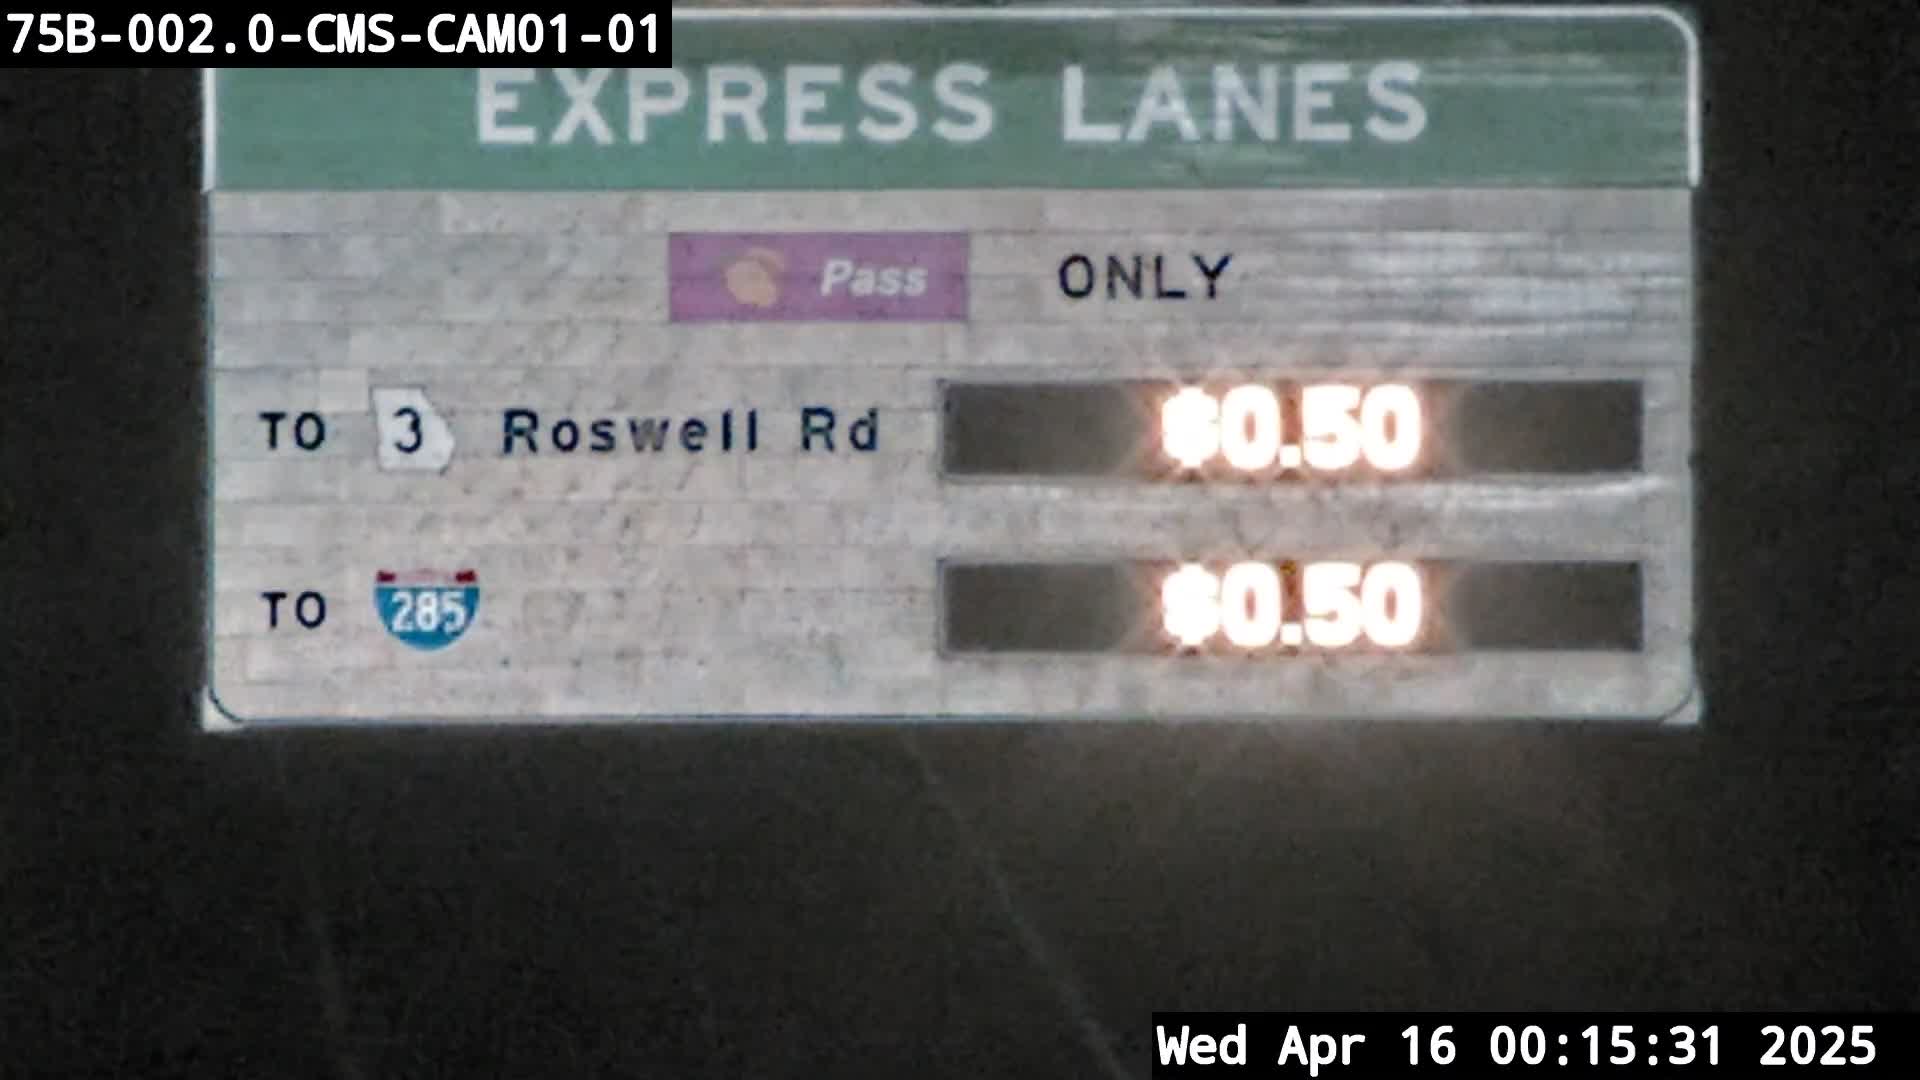 75B-002.0-CMS-CAM01-01
EXPRESS LANES
Pass ONLY
TO 3 Roswell Rd $0.50
TO 285 $0.50
Wed Apr 16 00:15:31 2025